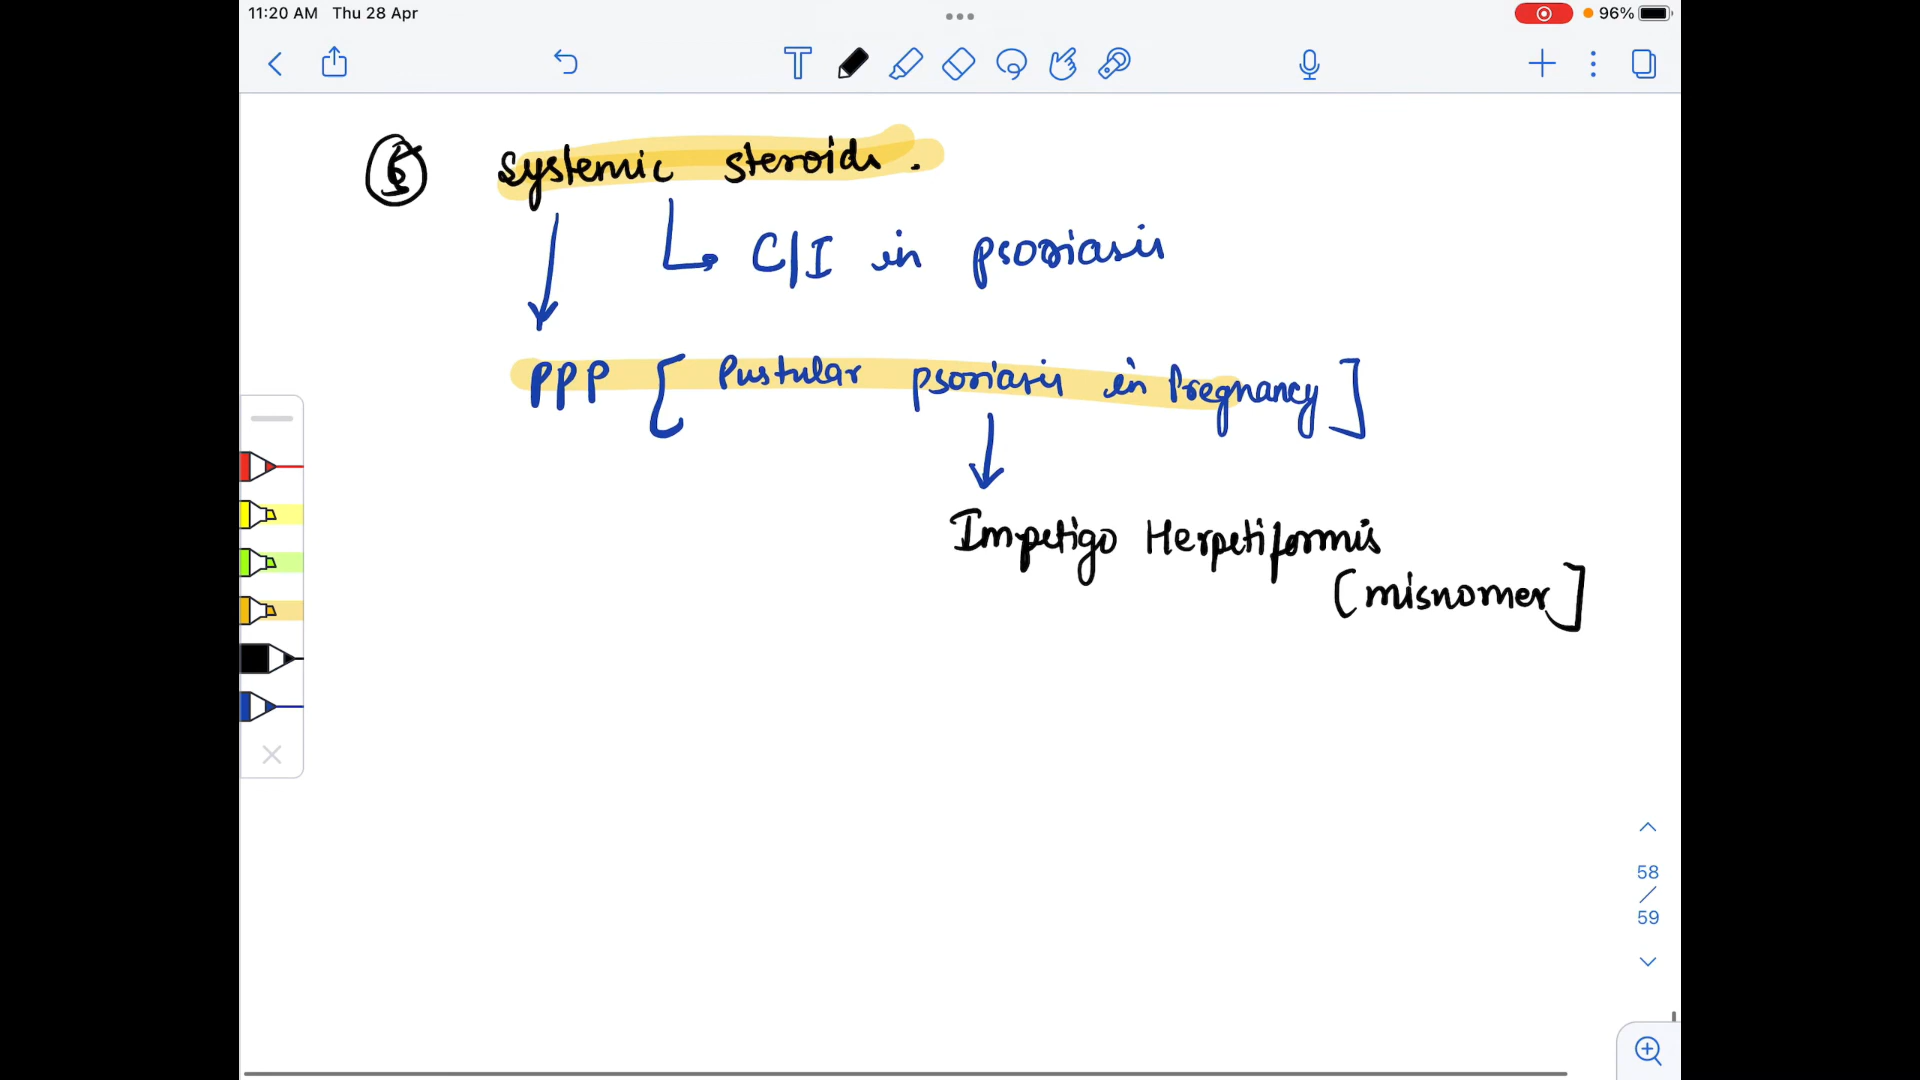 11:20 AM Thu 28 Apr
96%
T
Systemic steroids.
C/I in psoriasis
PPP [ Pustular psoriasis in Pregnancy ]
Impetigo Herpetiformis
[misnomer]
58
/
59